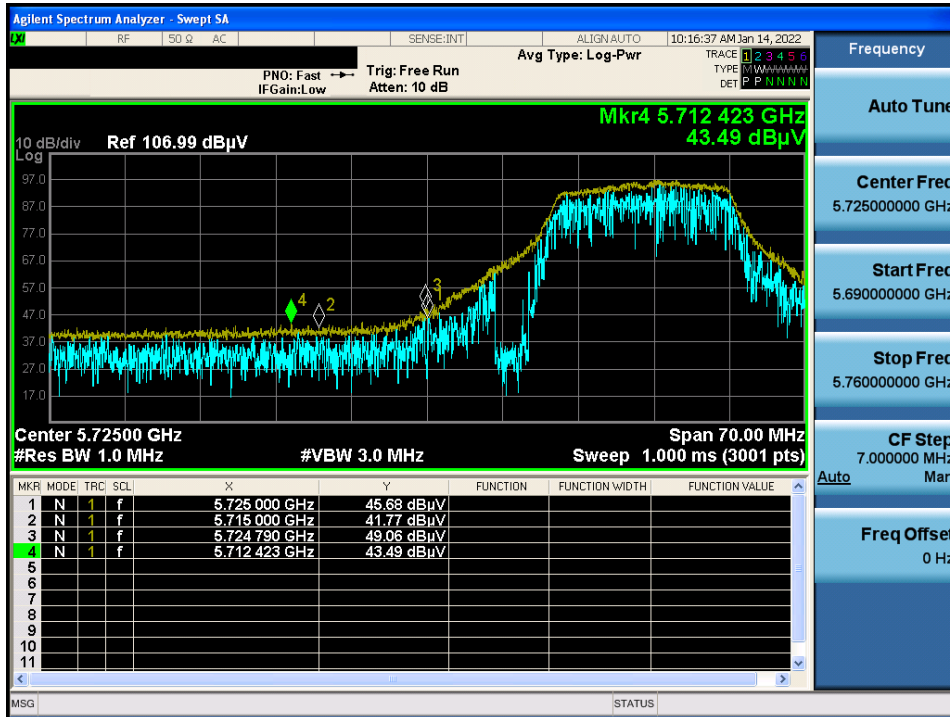 Agilent Spectrum Analyzer - Swept SA
LXI RF 50 Ω AC SENSE:INT ALIGN AUTO 10:16:37 AM Jan 14, 2022
Frequency
PNO: Fast
IFGain:Low
Trig: Free Run
Atten: 10 dB
Avg Type: Log-Pwr
TRACE 1 2 3 4 5 6
TYPE M WWWWW
DET P P N N N N
Auto Tune
Mkr4 5.712 423 GHz
43.49 dBµV
10 dB/div Ref 106.99 dBµV
Log
97.0
87.0
77.0
67.0
57.0
47.0
37.0
27.0
17.0
4
2
3
1
Center 5.72500 GHz Span 70.00 MHz
#Res BW 1.0 MHz #VBW 3.0 MHz Sweep 1.000 ms (3001 pts)
Center Freq
5.725000000 GHz
Start Freq
5.690000000 GHz
Stop Freq
5.760000000 GHz
CF Step
7.000000 MHz
Auto Man
Freq Offset
0 Hz
MKR MODE TRC SCL X Y FUNCTION FUNCTION WIDTH FUNCTION VALUE
1 N 1 f 5.725 000 GHz 45.68 dBµV
2 N 1 f 5.715 000 GHz 41.77 dBµV
3 N 1 f 5.724 790 GHz 49.06 dBµV
4 N 1 f 5.712 423 GHz 43.49 dBµV
5
6
7
8
9
10
11
MSG STATUS